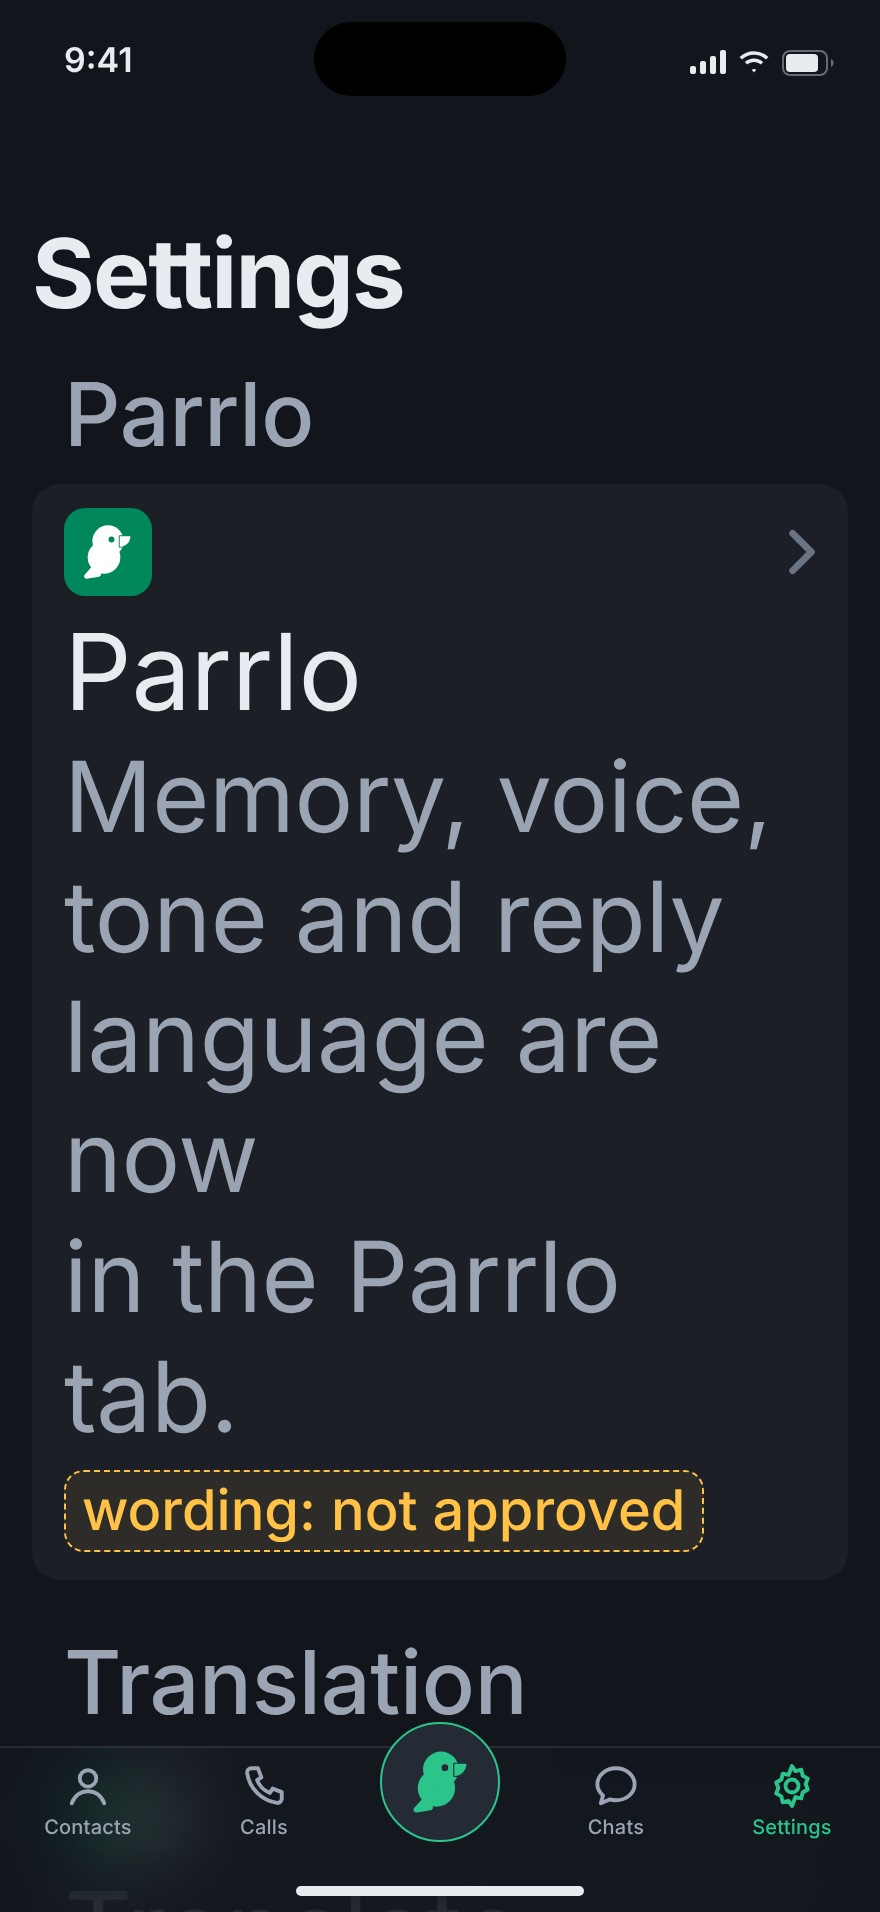 9:41
Settings
Parrlo
Parrlo
Memory, voice,
tone and reply
language are
now
in the Parrlo
tab.
wording: not approved
Translation
Contacts
Calls
Chats
Settings